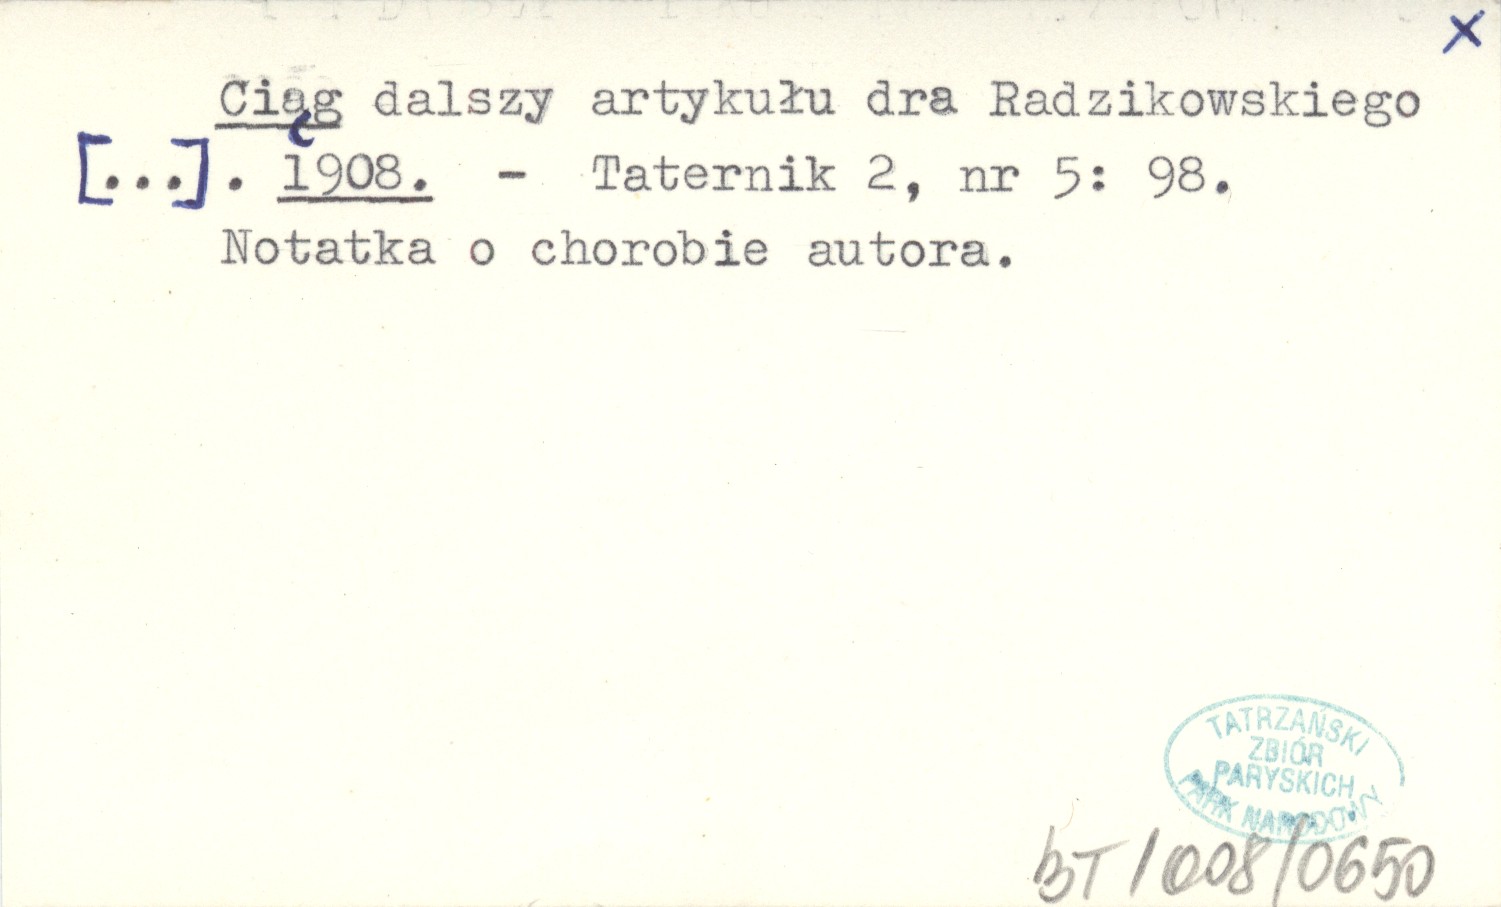 x
Ciąg dalszy artykułu dra Radzikowskiego
[...]. 1908. - Taternik 2, nr 5: 98.
Notatka o chorobie autora.
TATRZAŃSKI
ZBIÓR
PARYSKICH
PARK NARODOWY
BT/008/0650